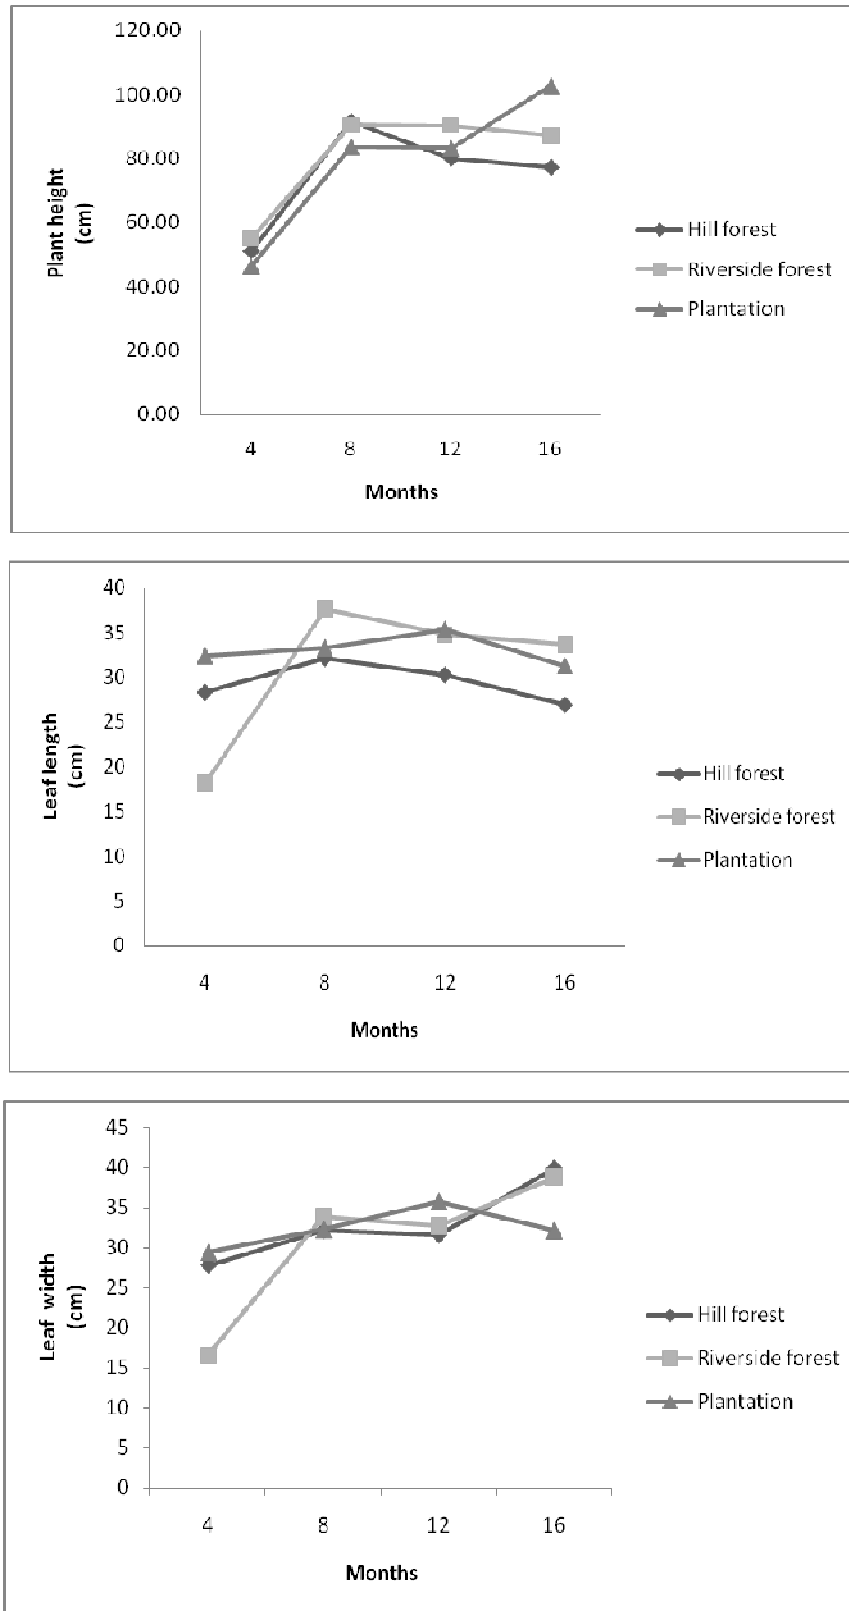 120.00
100.00
80.00
60.00
40.00
20.00
0.00
Plant height
(cm)
4 8 12 16
Months
Hill forest
Riverside forest
Plantation
40
35
30
25
20
15
10
5
0
Leaf length
(cm)
4 8 12 16
Months
Hill forest
Riverside forest
Plantation
45
40
35
30
25
20
15
10
5
0
Leaf width
(cm)
4 8 12 16
Months
Hill forest
Riverside forest
Plantation